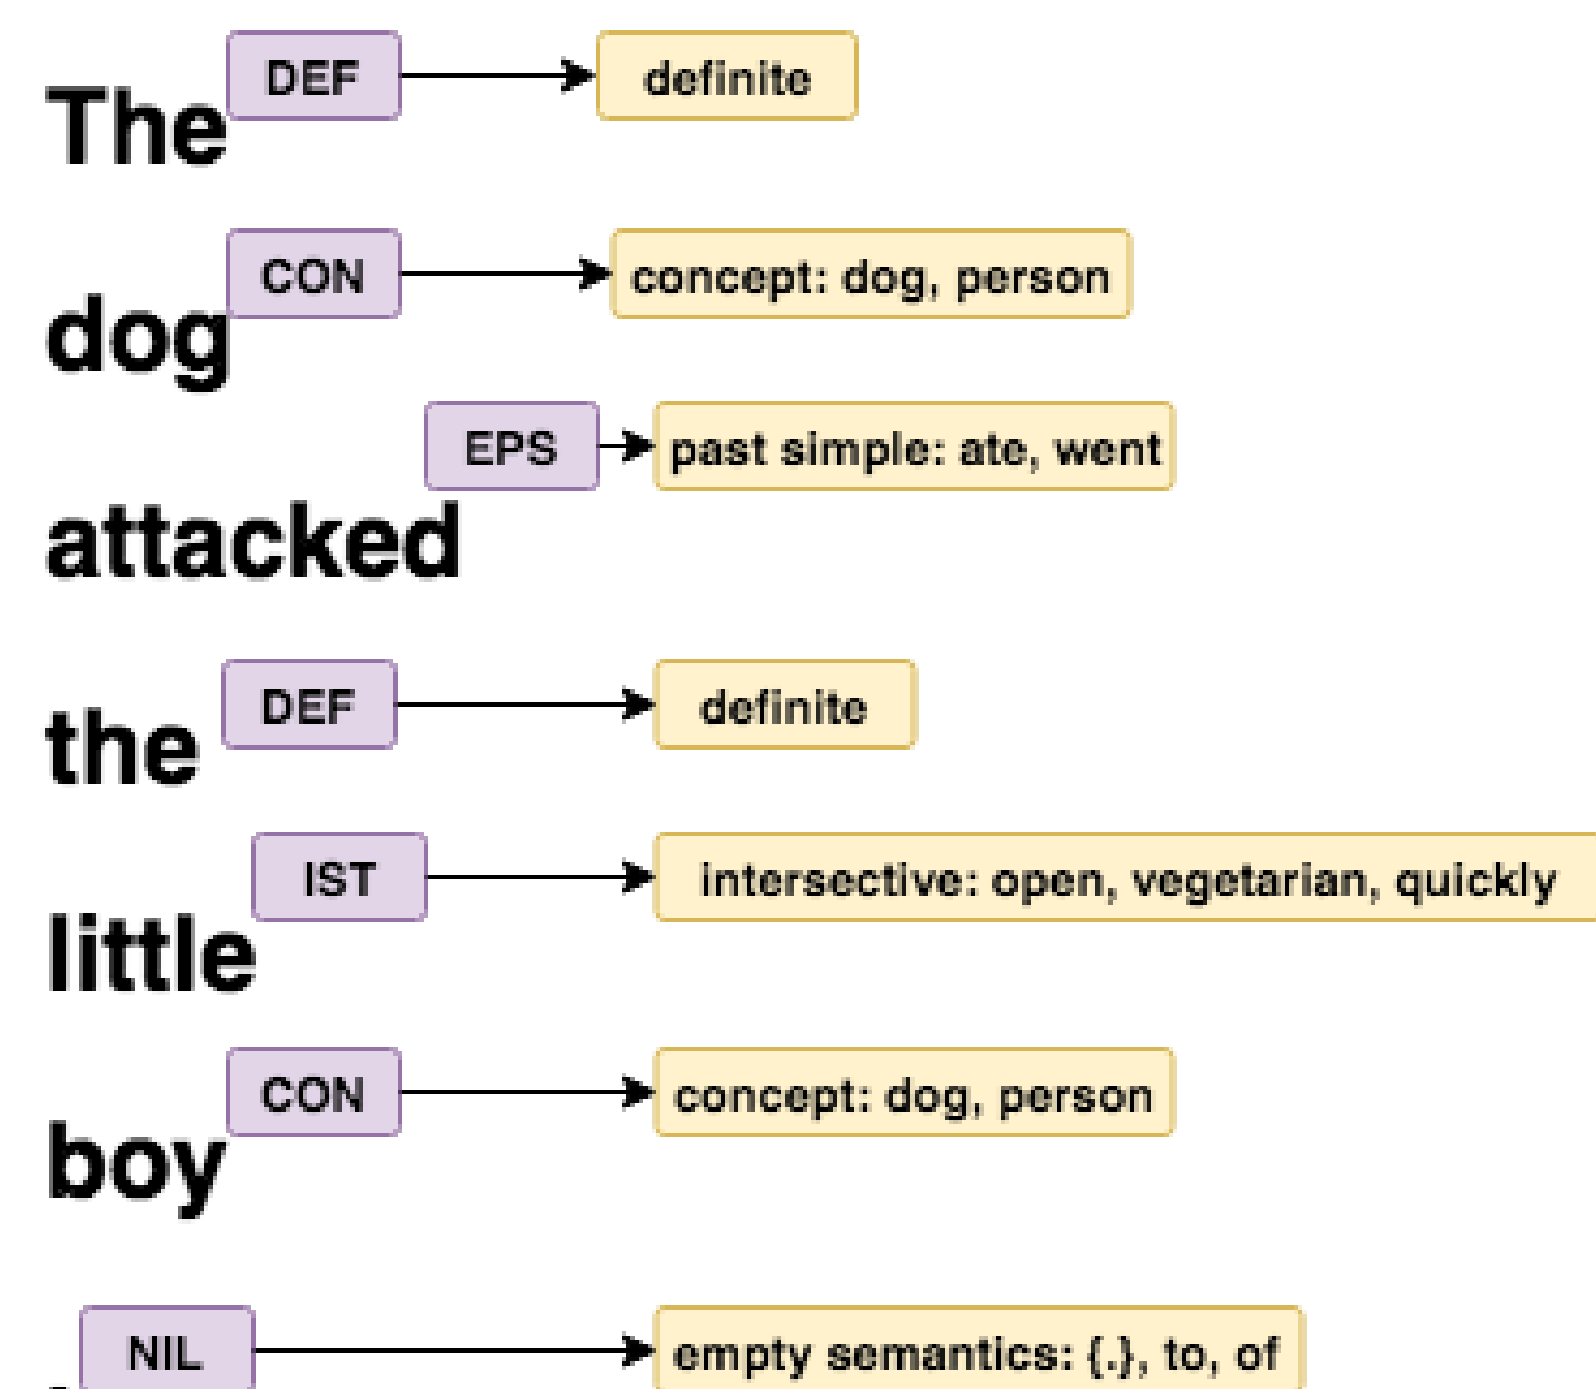 DEF definite
The
CON concept: dog, person
dog
EPS past simple: ate, went
attacked
DEF definite
the
IST intersective: open, vegetarian, quickly
little
CON concept: dog, person
boy
NIL empty semantics: {.}, to, of